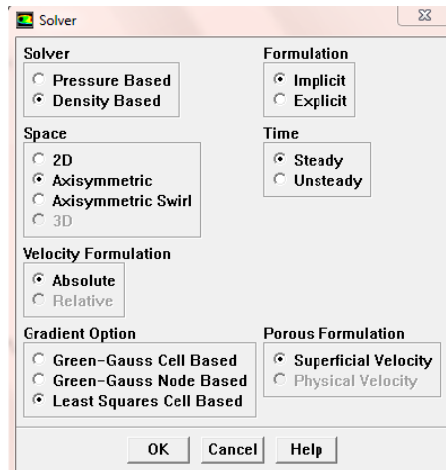 Solver
Solver
Pressure Based
Density Based
Formulation
Implicit
Explicit
Space
2D
Axisymmetric
Axisymmetric Swirl
3D
Time
Steady
Unsteady
Velocity Formulation
Absolute
Relative
Gradient Option
Green-Gauss Cell Based
Green-Gauss Node Based
Least Squares Cell Based
Porous Formulation
Superficial Velocity
Physical Velocity
OK Cancel Help